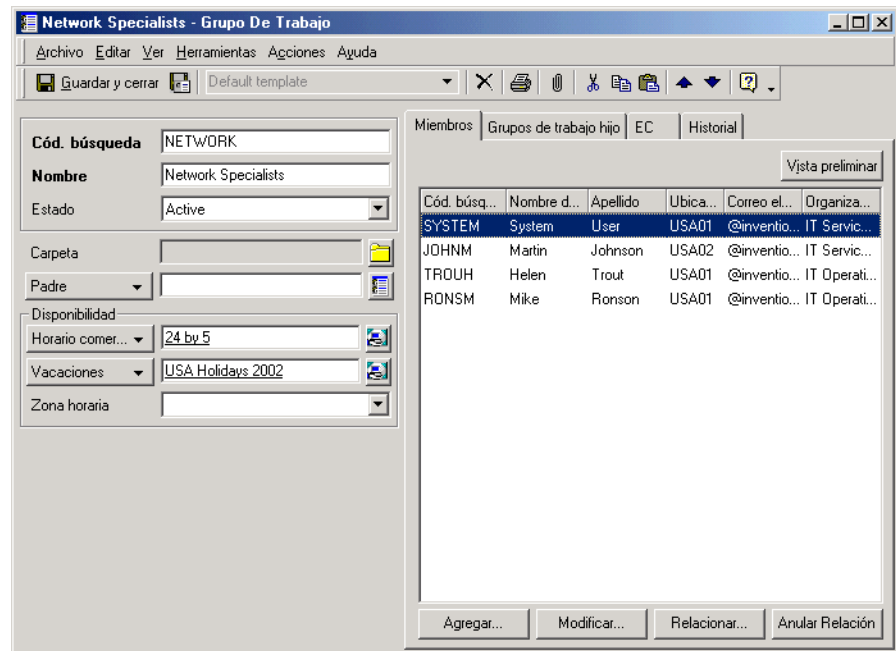 Network Specialists - Grupo De Trabajo
Archivo Editar Ver Herramientas Acciones Ayuda
Guardar y cerrar Default template
Cód. búsqueda NETWORK
Nombre Network Specialists
Estado Active
Carpeta
Padre
Disponibilidad
Horario comer... 24 by 5
Vacaciones USA Holidays 2002
Zona horaria
Miembros Grupos de trabajo hijo EC Historial
Vista preliminar
Cód. búsq... Nombre d... Apellido Ubica... Correo el... Organiza...
SYSTEM System User USA01 @inventio... IT Servic...
JOHNM Martin Johnson USA02 @inventio... IT Servic...
TROUH Helen Trout USA01 @inventio... IT Operati...
RONSM Mike Ronson USA01 @inventio... IT Operati...
Agregar... Modificar... Relacionar... Anular Relación